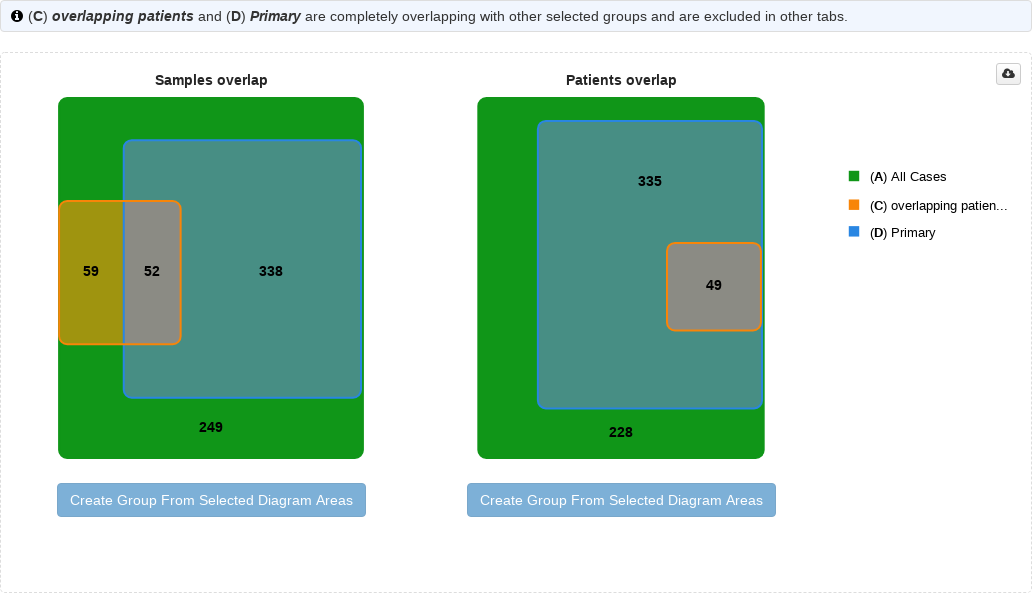 (C) overlapping patients and (D) Primary are completely overlapping with other selected groups and are excluded in other tabs.
Samples overlap
59
52
338
249
Create Group From Selected Diagram Areas
Patients overlap
335
49
228
Create Group From Selected Diagram Areas
(A) All Cases
(C) overlapping patien...
(D) Primary